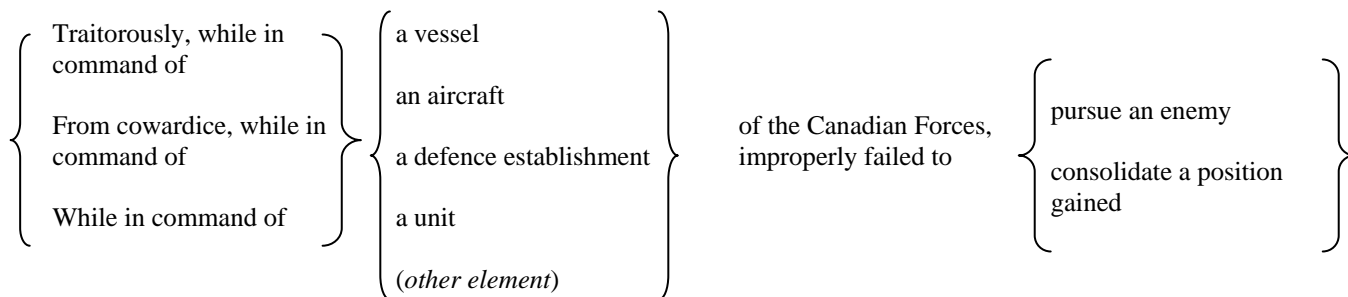 Traitorously, while in
command of
From cowardice, while in
command of
While in command of
a vessel
an aircraft
a defence establishment
a unit
(other element)
of the Canadian Forces,
improperly failed to
pursue an enemy
consolidate a position
gained